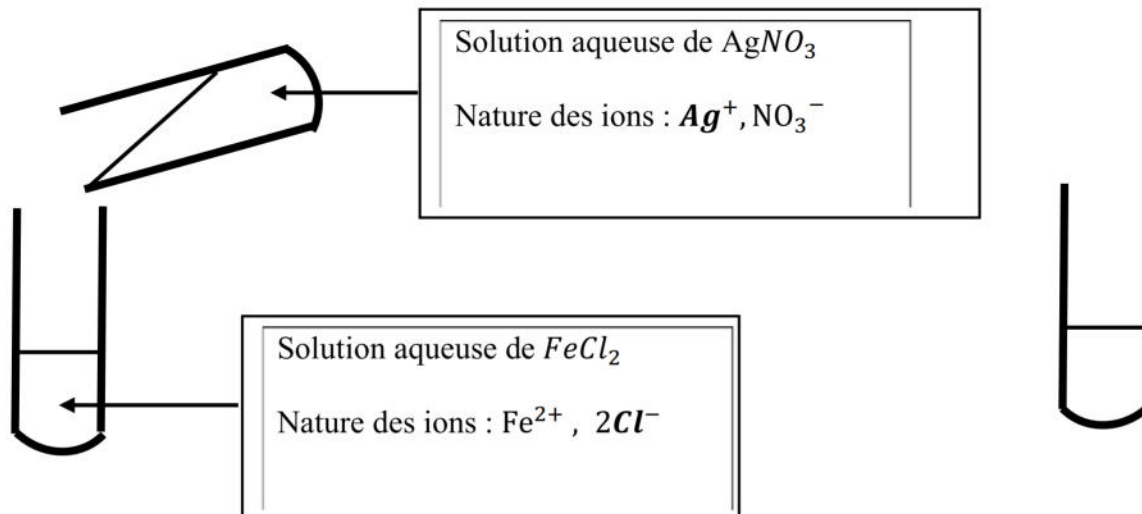 Solution aqueuse de AgNO₃
Nature des ions : Ag⁺, NO₃⁻
Solution aqueuse de FeCl₂
Nature des ions : Fe²⁺ , 2Cl⁻